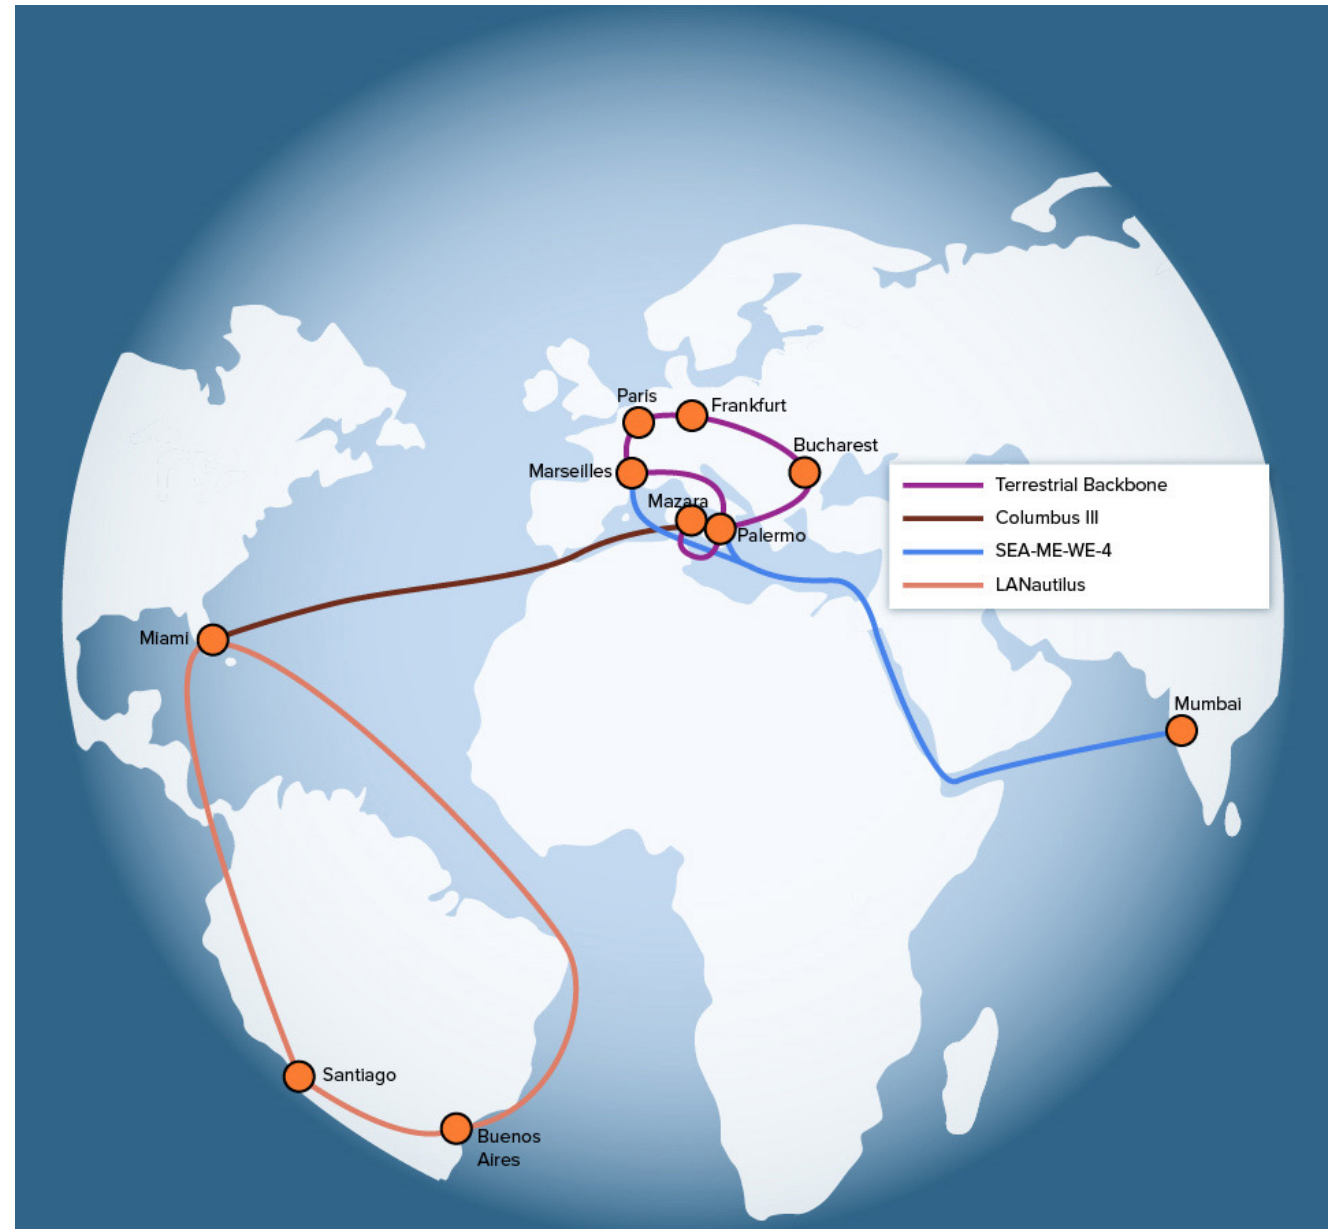 Paris
Frankfurt
Bucharest
Marseilles
Mazara
Palermo
Terrestrial Backbone
Columbus III
SEA-ME-WE-4
LANautilus
Miami
Mumbai
Santiago
Buenos
Aires